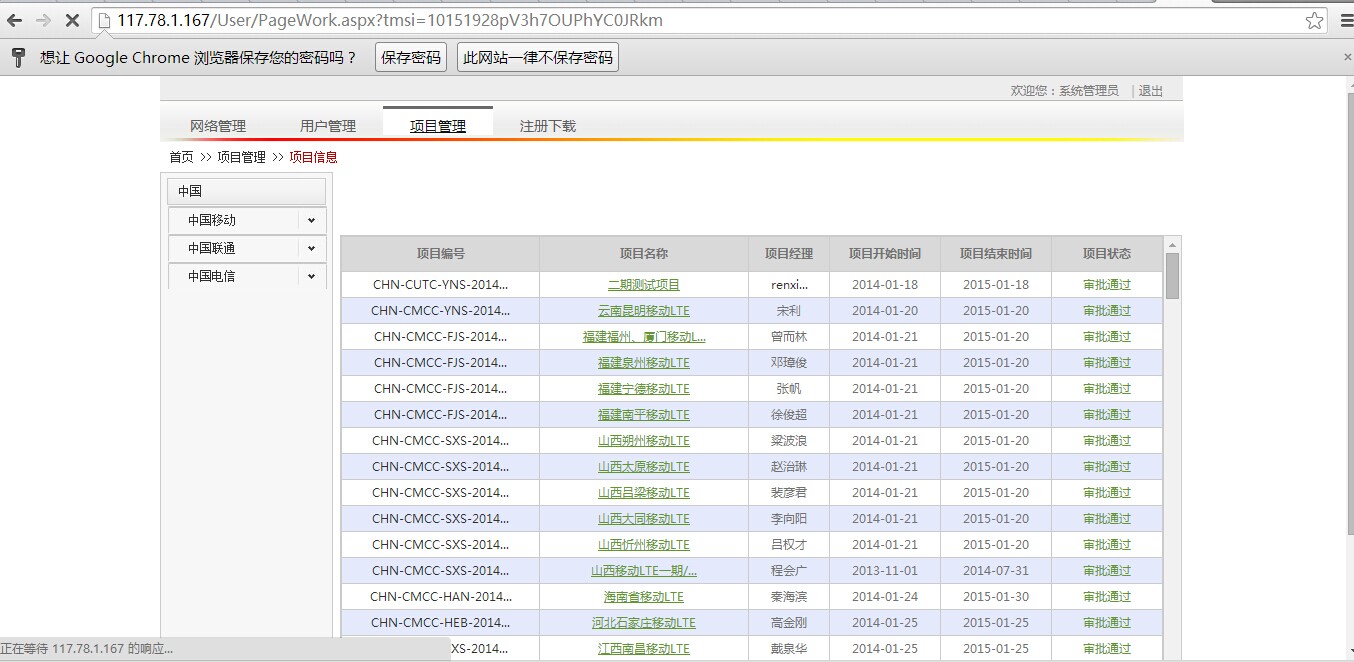 117.78.1.167/User/PageWork.aspx?tmsi=10151928pV3h7OUPhYC0JRkm
想让 Google Chrome 浏览器保存您的密码吗？ 保存密码 此网站一律不保存密码
欢迎您：系统管理员 | 退出
网络管理 用户管理 项目管理 注册下载
首页 >> 项目管理 >> 项目信息
中国
中国移动
中国联通
中国电信
项目编号 项目名称 项目经理 项目开始时间 项目结束时间 项目状态
CHN-CUTC-YNS-2014... 二期测试项目 renxi... 2014-01-18 2015-01-18 审批通过
CHN-CMCC-YNS-2014... 云南昆明移动LTE 宋利 2014-01-20 2015-01-20 审批通过
CHN-CMCC-FJS-2014... 福建福州、厦门移动L... 曾而林 2014-01-21 2015-01-20 审批通过
CHN-CMCC-FJS-2014... 福建泉州移动LTE 邓璋俊 2014-01-21 2015-01-20 审批通过
CHN-CMCC-FJS-2014... 福建宁德移动LTE 张帆 2014-01-21 2015-01-20 审批通过
CHN-CMCC-FJS-2014... 福建南平移动LTE 徐俊超 2014-01-21 2015-01-20 审批通过
CHN-CMCC-SXS-2014... 山西朔州移动LTE 梁波浪 2014-01-21 2015-01-20 审批通过
CHN-CMCC-SXS-2014... 山西太原移动LTE 赵治琳 2014-01-21 2015-01-20 审批通过
CHN-CMCC-SXS-2014... 山西吕梁移动LTE 裴彦君 2014-01-21 2015-01-20 审批通过
CHN-CMCC-SXS-2014... 山西大同移动LTE 李向阳 2014-01-21 2015-01-20 审批通过
CHN-CMCC-SXS-2014... 山西忻州移动LTE 吕权才 2014-01-21 2015-01-20 审批通过
CHN-CMCC-SXS-2014... 山西移动LTE一期/... 程会广 2013-11-01 2014-07-31 审批通过
CHN-CMCC-HAN-2014... 海南省移动LTE 秦海滨 2014-01-24 2015-01-30 审批通过
CHN-CMCC-HEB-2014... 河北石家庄移动LTE 高金刚 2014-01-25 2015-01-25 审批通过
XS-2014... 江西南昌移动LTE 戴泉华 2014-01-25 2015-01-25 审批通过
正在等待 117.78.1.167 的响应...